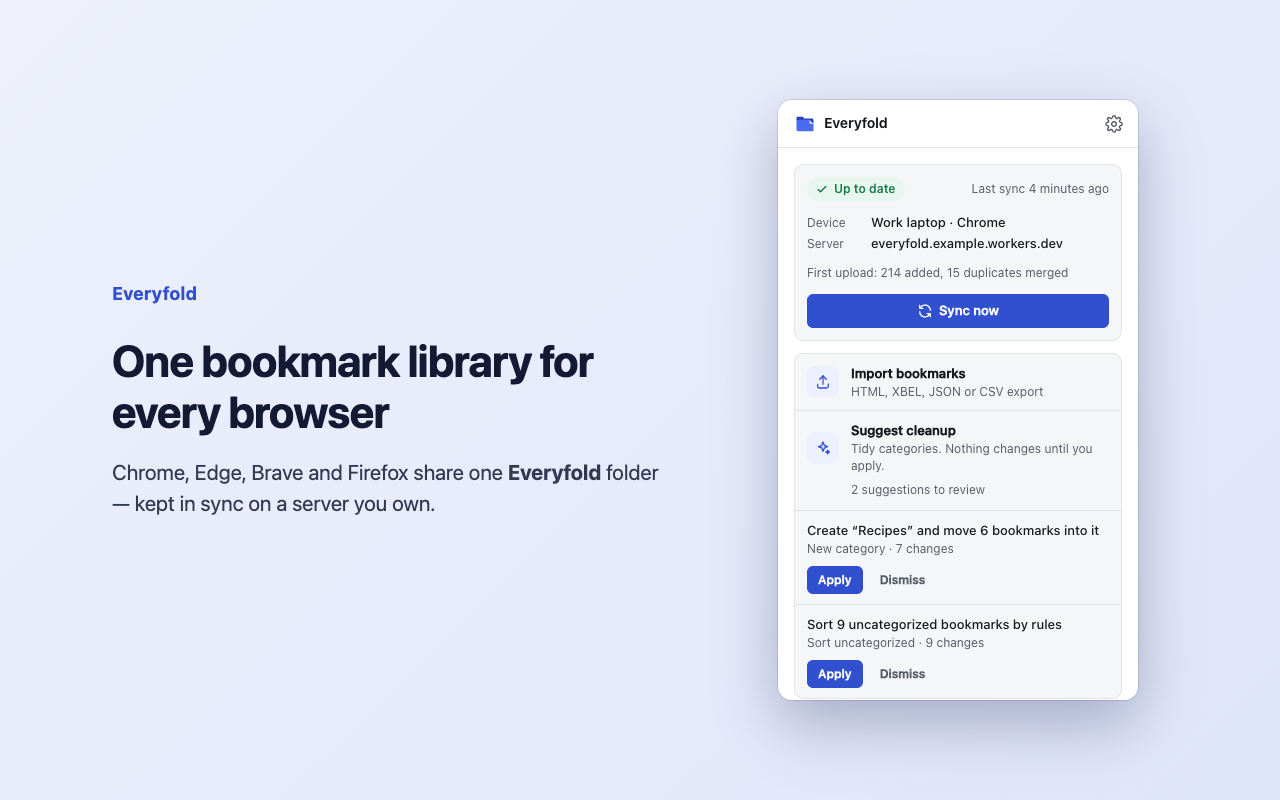 Everyfold
One bookmark library for
every browser
Chrome, Edge, Brave and Firefox share one Everyfold folder
— kept in sync on a server you own.
Everyfold
Up to date
Last sync 4 minutes ago
Device Work laptop · Chrome
Server everyfold.example.workers.dev
First upload: 214 added, 15 duplicates merged
Sync now
Import bookmarks
HTML, XBEL, JSON or CSV export
Suggest cleanup
Tidy categories. Nothing changes until you
apply.
2 suggestions to review
Create “Recipes” and move 6 bookmarks into it
New category · 7 changes
Apply Dismiss
Sort 9 uncategorized bookmarks by rules
Sort uncategorized · 9 changes
Apply Dismiss